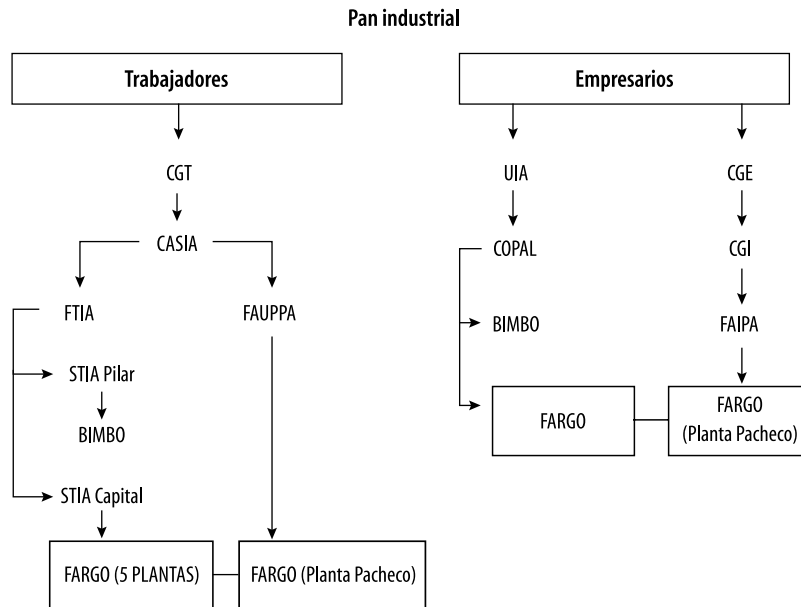 Pan industrial
Trabajadores
CGT
CASIA
FTIA
FAUPPA
STIA Pilar
BIMBO
STIA Capital
FARGO (5 PLANTAS)
FARGO (Planta Pacheco)
Empresarios
UIA
CGE
COPAL
CGI
BIMBO
FAIPA
FARGO
FARGO
(Planta Pacheco)